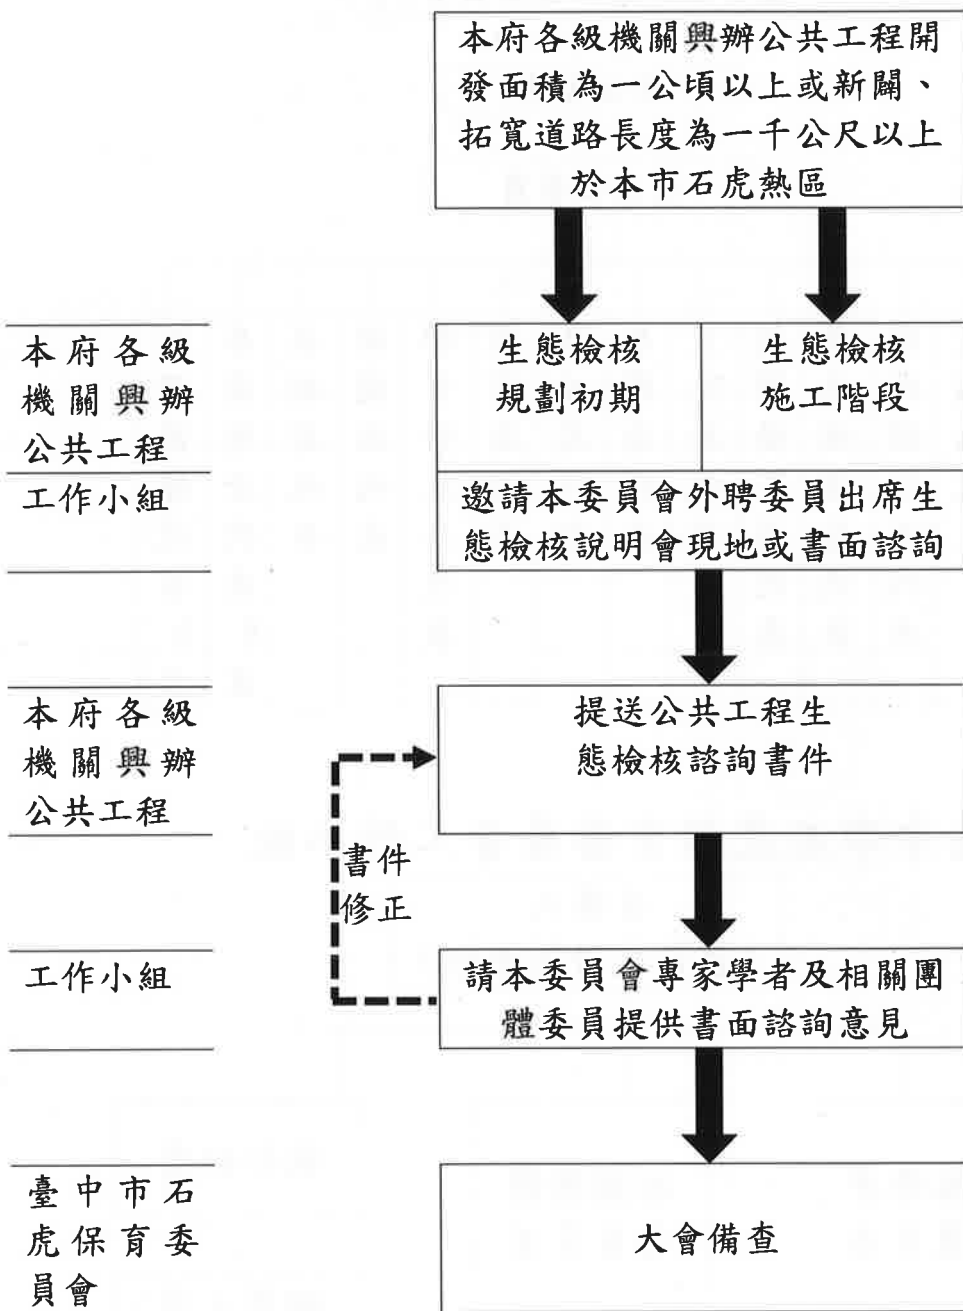 本府各級機關興辦公共工程開
發面積為一公頃以上或新闢、
拓寬道路長度為一千公尺以上
於本市石虎熱區
本府各級
機關興辦
公共工程
生態檢核
規劃初期
生態檢核
施工階段
工作小組
邀請本委員會外聘委員出席生
態檢核說明會現地或書面諮詢
本府各級
機關興辦
公共工程
提送公共工程生
態檢核諮詢書件
書件
修正
工作小組
請本委員會專家學者及相關團
體委員提供書面諮詢意見
臺中市石
虎保育委
員會
大會備查